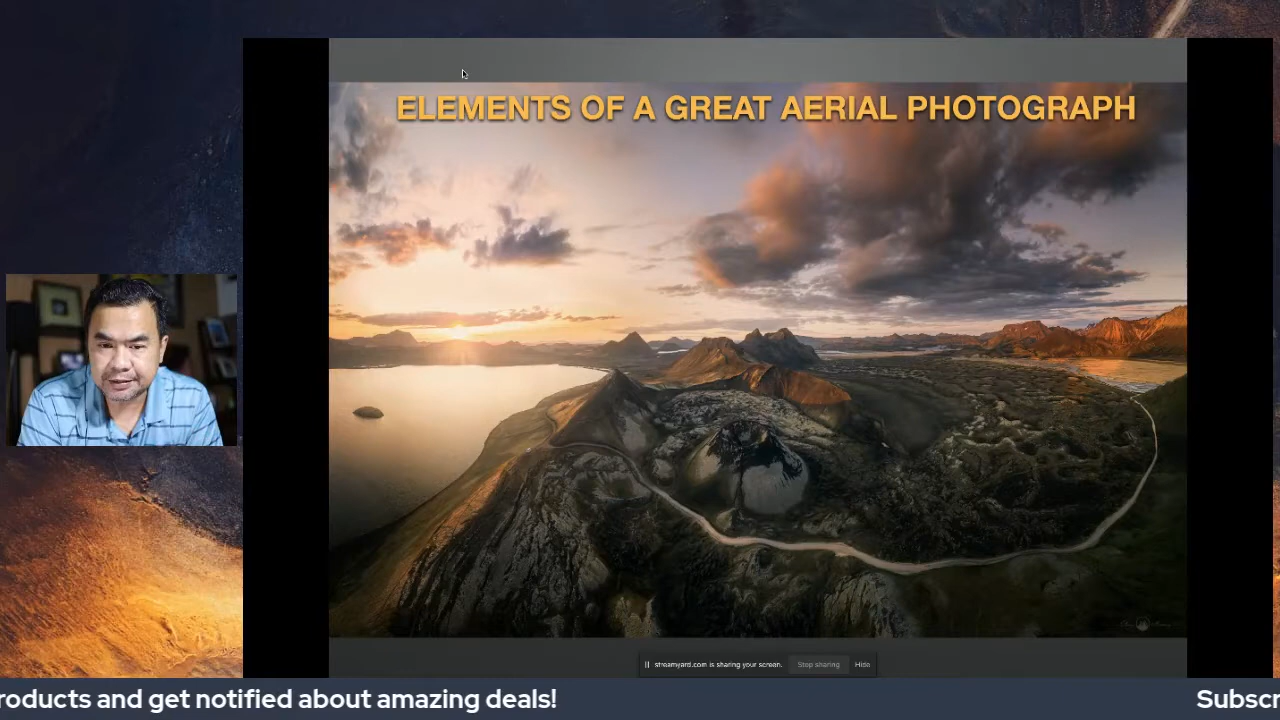 ELEMENTS OF A GREAT AERIAL PHOTOGRAPH
streamyard.com is sharing your screen.
Stop sharing
Hide
roducts and get notified about amazing deals!
Subscr